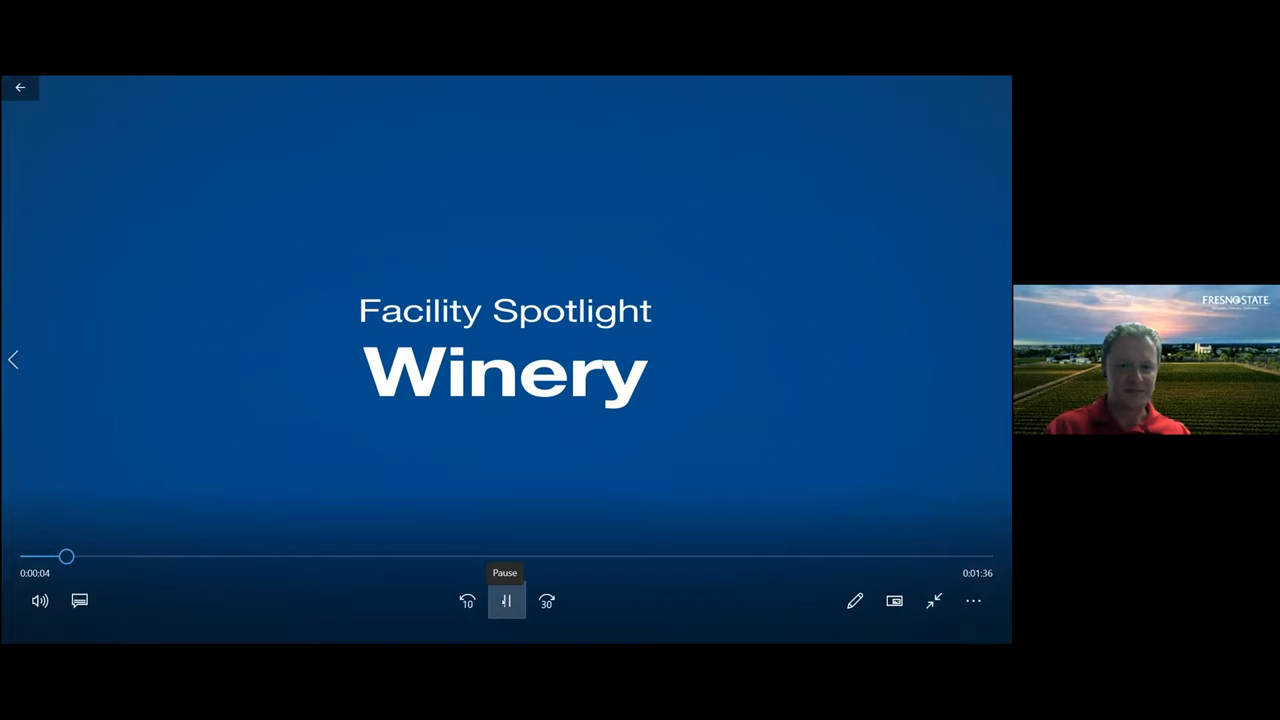 Facility Spotlight
Winery
FRESNO STATE
Pause
0:00:04
0:01:36
10
30